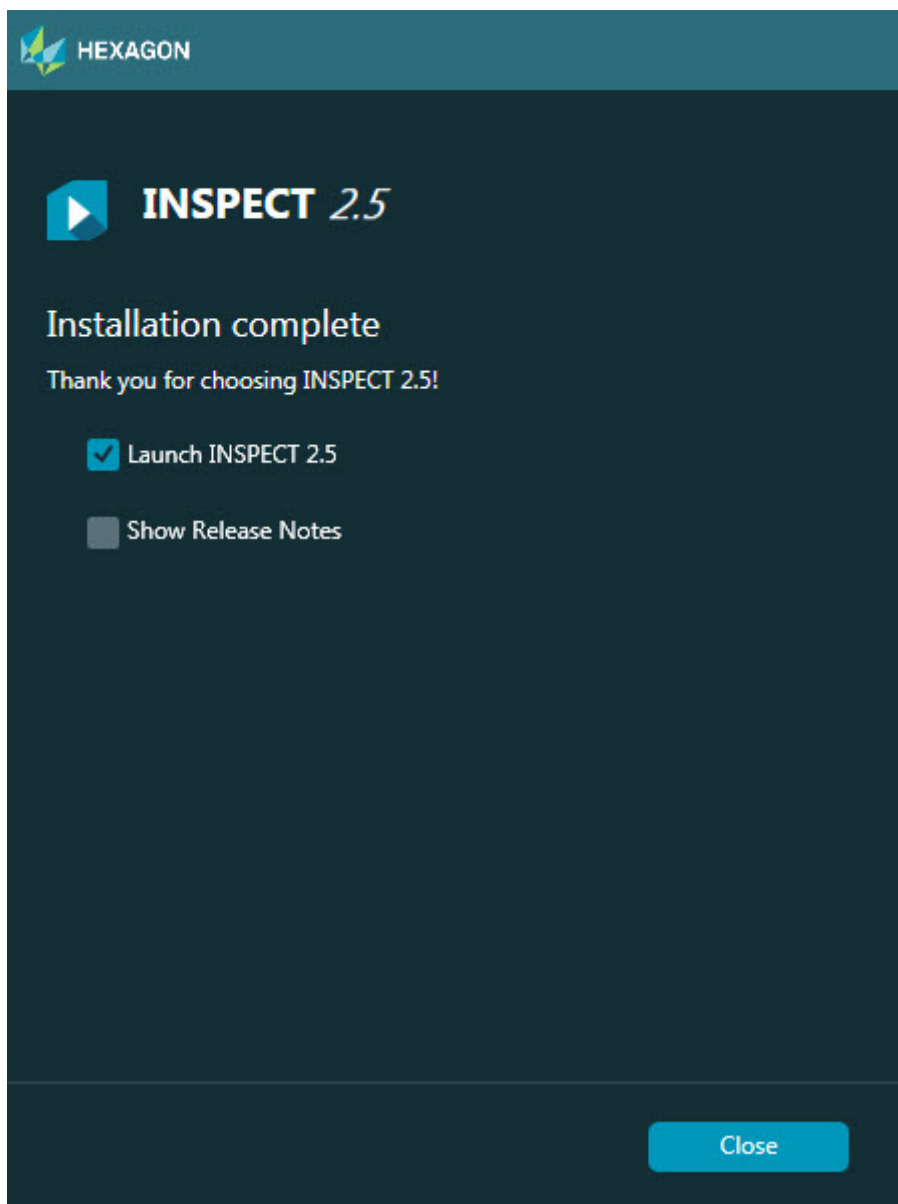 HEXAGON
INSPECT 2.5
Installation complete
Thank you for choosing INSPECT 2.5!
Launch INSPECT 2.5
Show Release Notes
Close